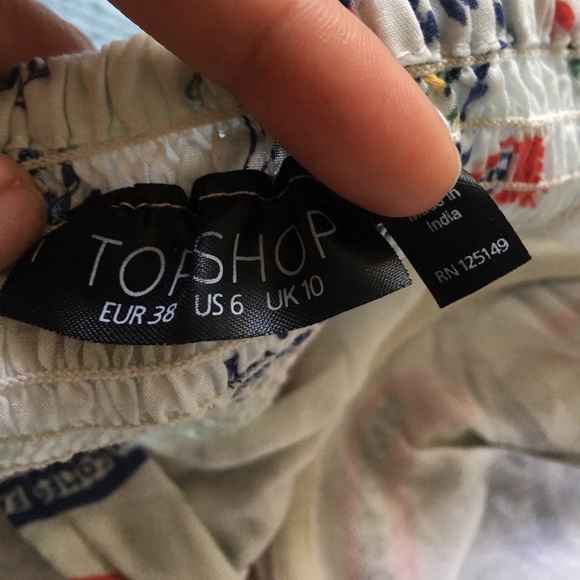 TOPSHOP
EUR 38 US 6 UK 10
Made in
India
RN 125149